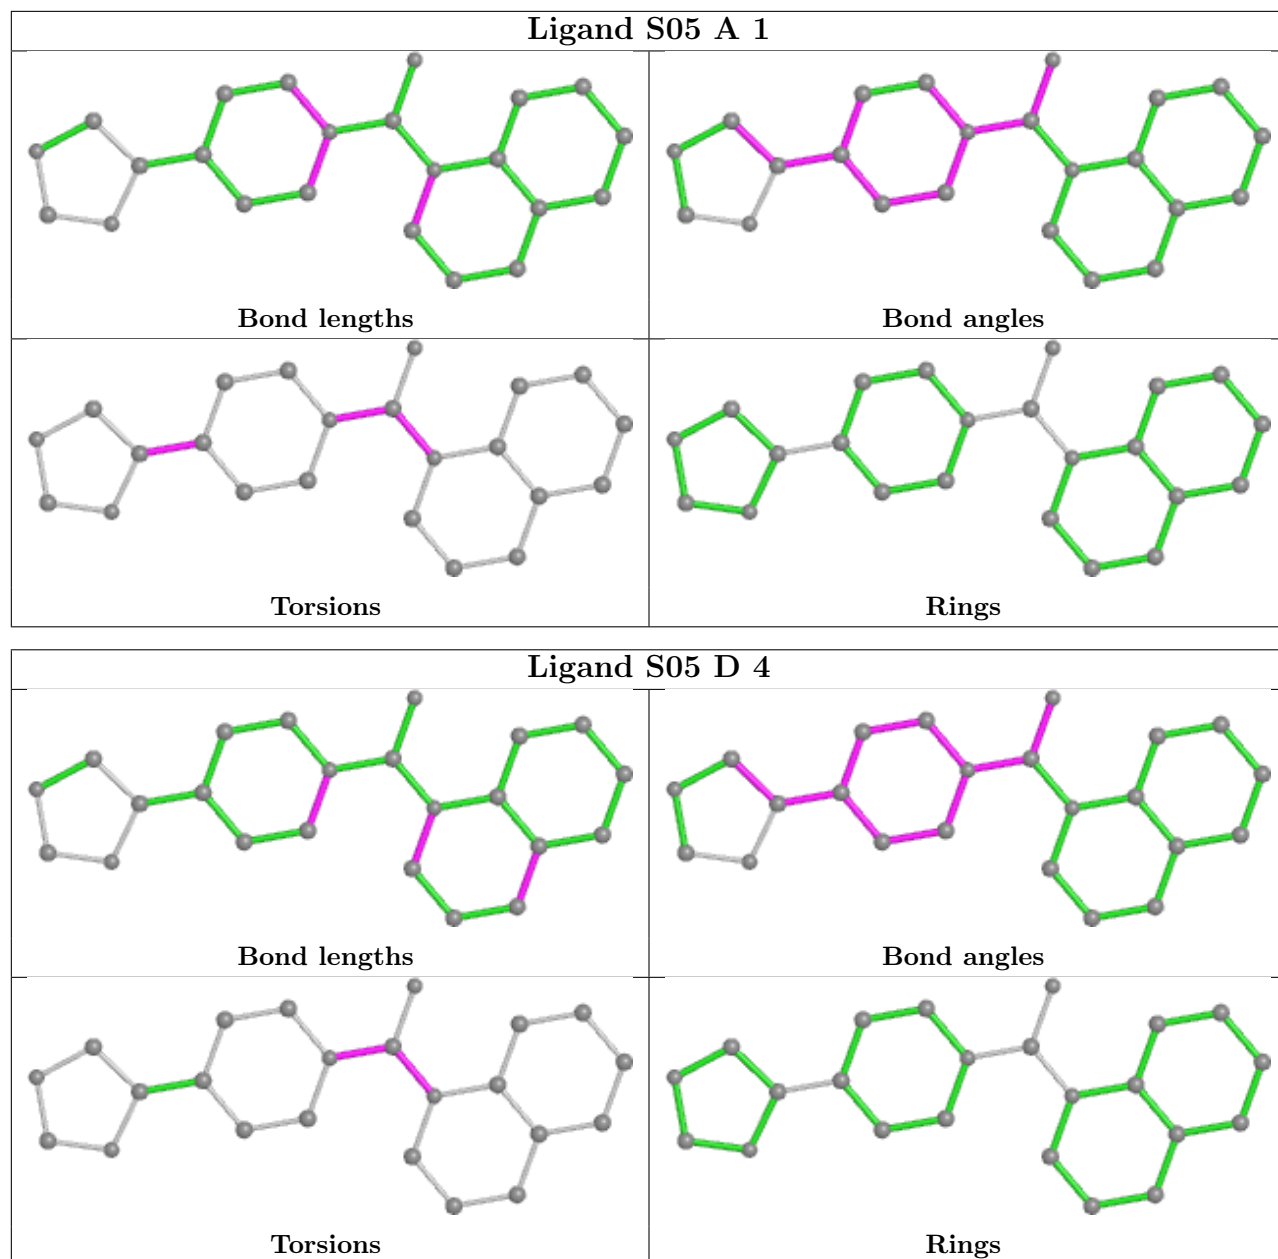 Ligand S05 A 1
Bond lengths
Bond angles
Torsions
Rings
Ligand S05 D 4
Bond lengths
Bond angles
Torsions
Rings